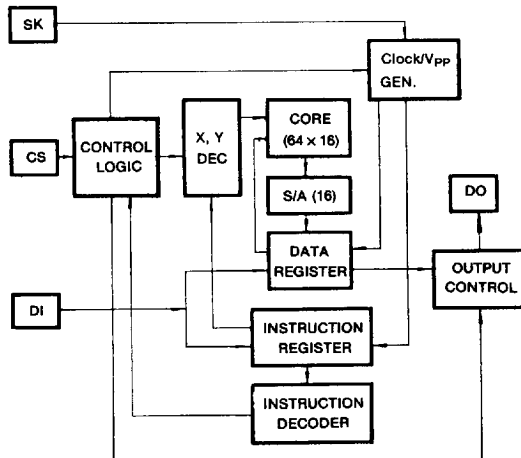 SK
Clock/VPP
GEN.
CS
CONTROL
LOGIC
X, Y
DEC
CORE
(64 x 16)
S/A (16)
DATA
REGISTER
DO
OUTPUT
CONTROL
DI
INSTRUCTION
REGISTER
INSTRUCTION
DECODER